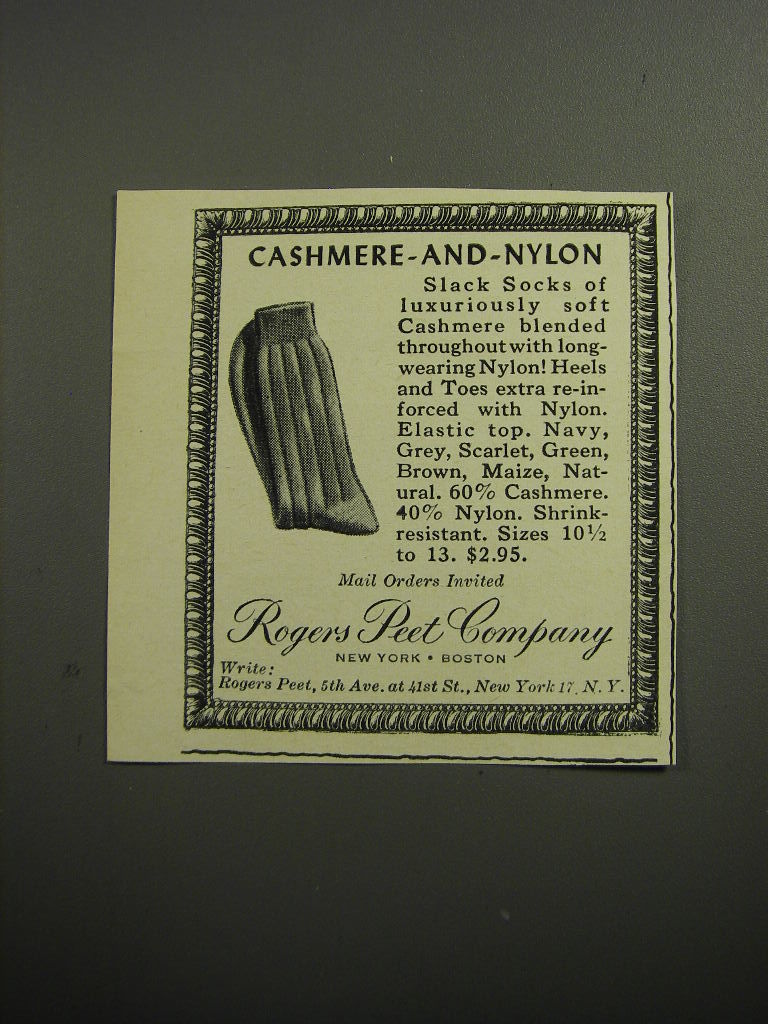 CASHMERE-AND-NYLON
Slack Socks of
luxuriously soft
Cashmere blended
throughout with long-
wearing Nylon! Heels
and Toes extra re-in-
forced with Nylon.
Elastic top. Navy,
Grey, Scarlet, Green,
Brown, Maize, Nat-
ural. 60% Cashmere.
40% Nylon. Shrink-
resistant. Sizes 10½
to 13. $2.95.
Mail Orders Invited
Rogers Peet Company
NEW YORK • BOSTON
Write:
Rogers Peet, 5th Ave. at 41st St., New York 17, N. Y.